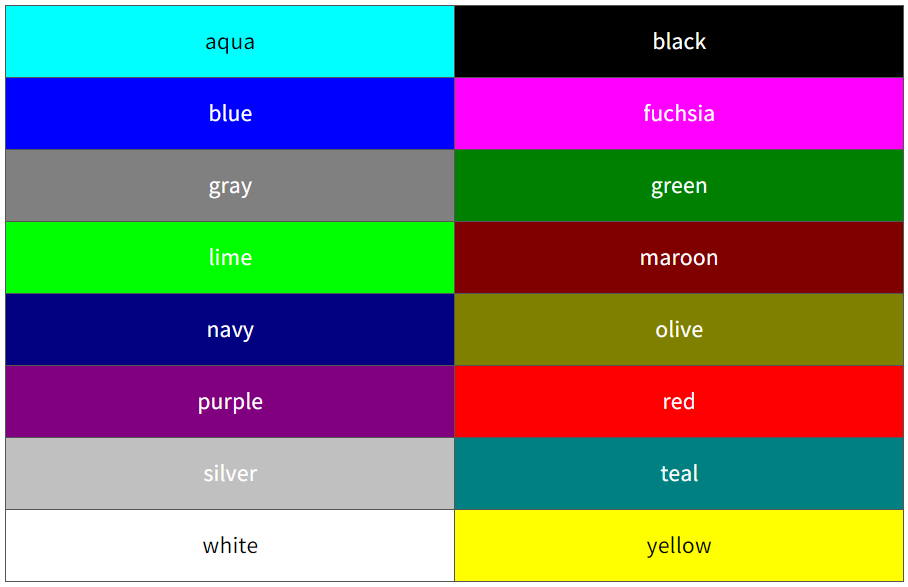 aqua
black
blue
fuchsia
gray
green
lime
maroon
navy
olive
purple
red
silver
teal
white
yellow